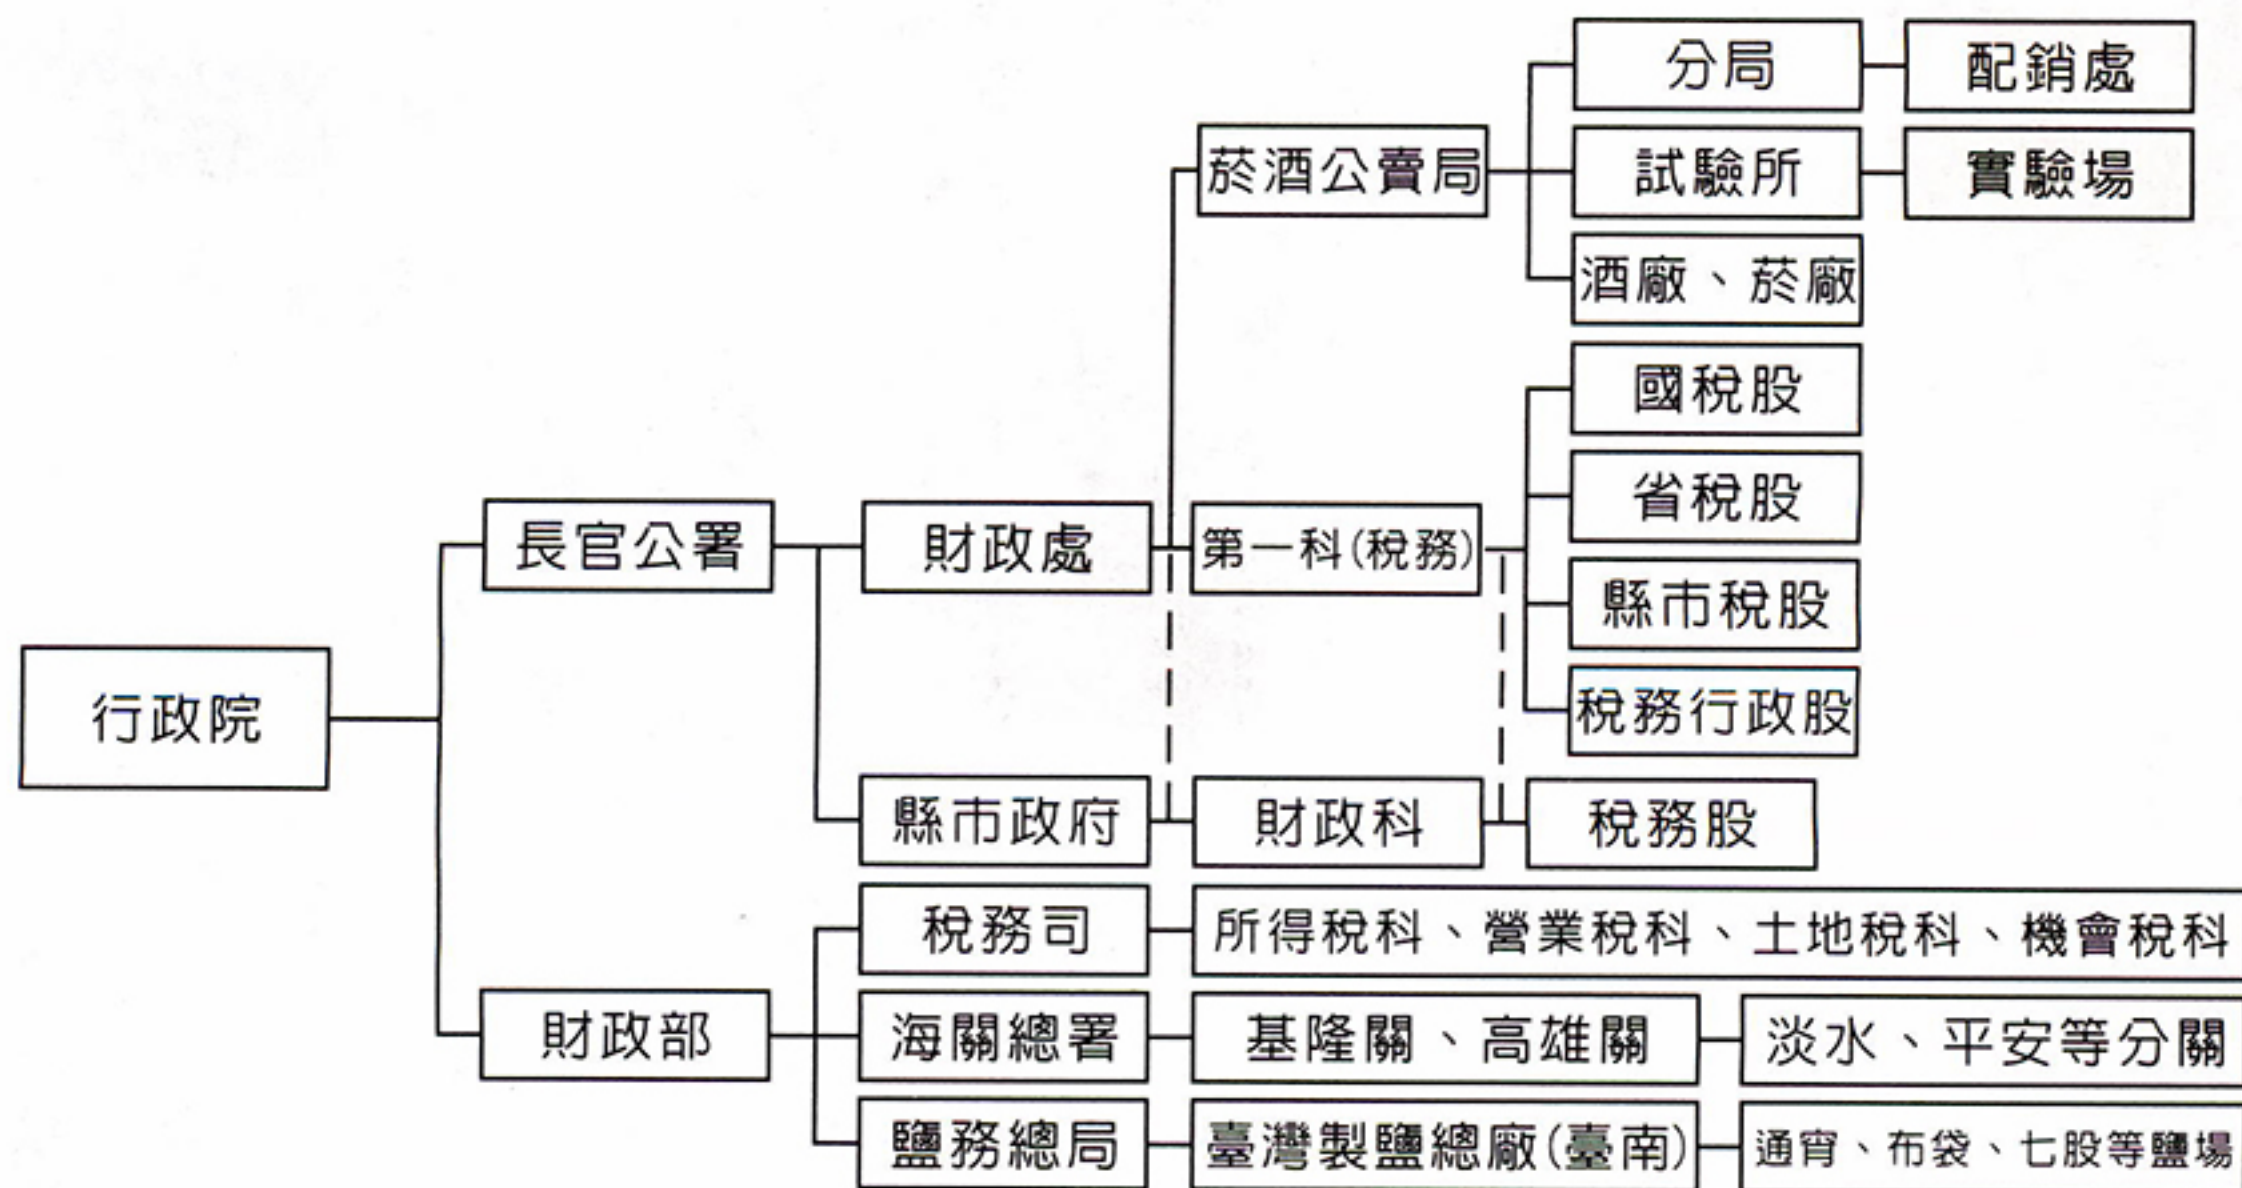 行政院
長官公署
財政處
菸酒公賣局
分局
配銷處
試驗所
實驗場
酒廠、菸廠
第一科(稅務)
國稅股
省稅股
縣市稅股
稅務行政股
縣市政府
財政科
稅務股
財政部
稅務司
所得稅科、營業稅科、土地稅科、機會稅科
海關總署
基隆關、高雄關
淡水、平安等分關
鹽務總局
臺灣製鹽總廠(臺南)
通宵、布袋、七股等鹽場